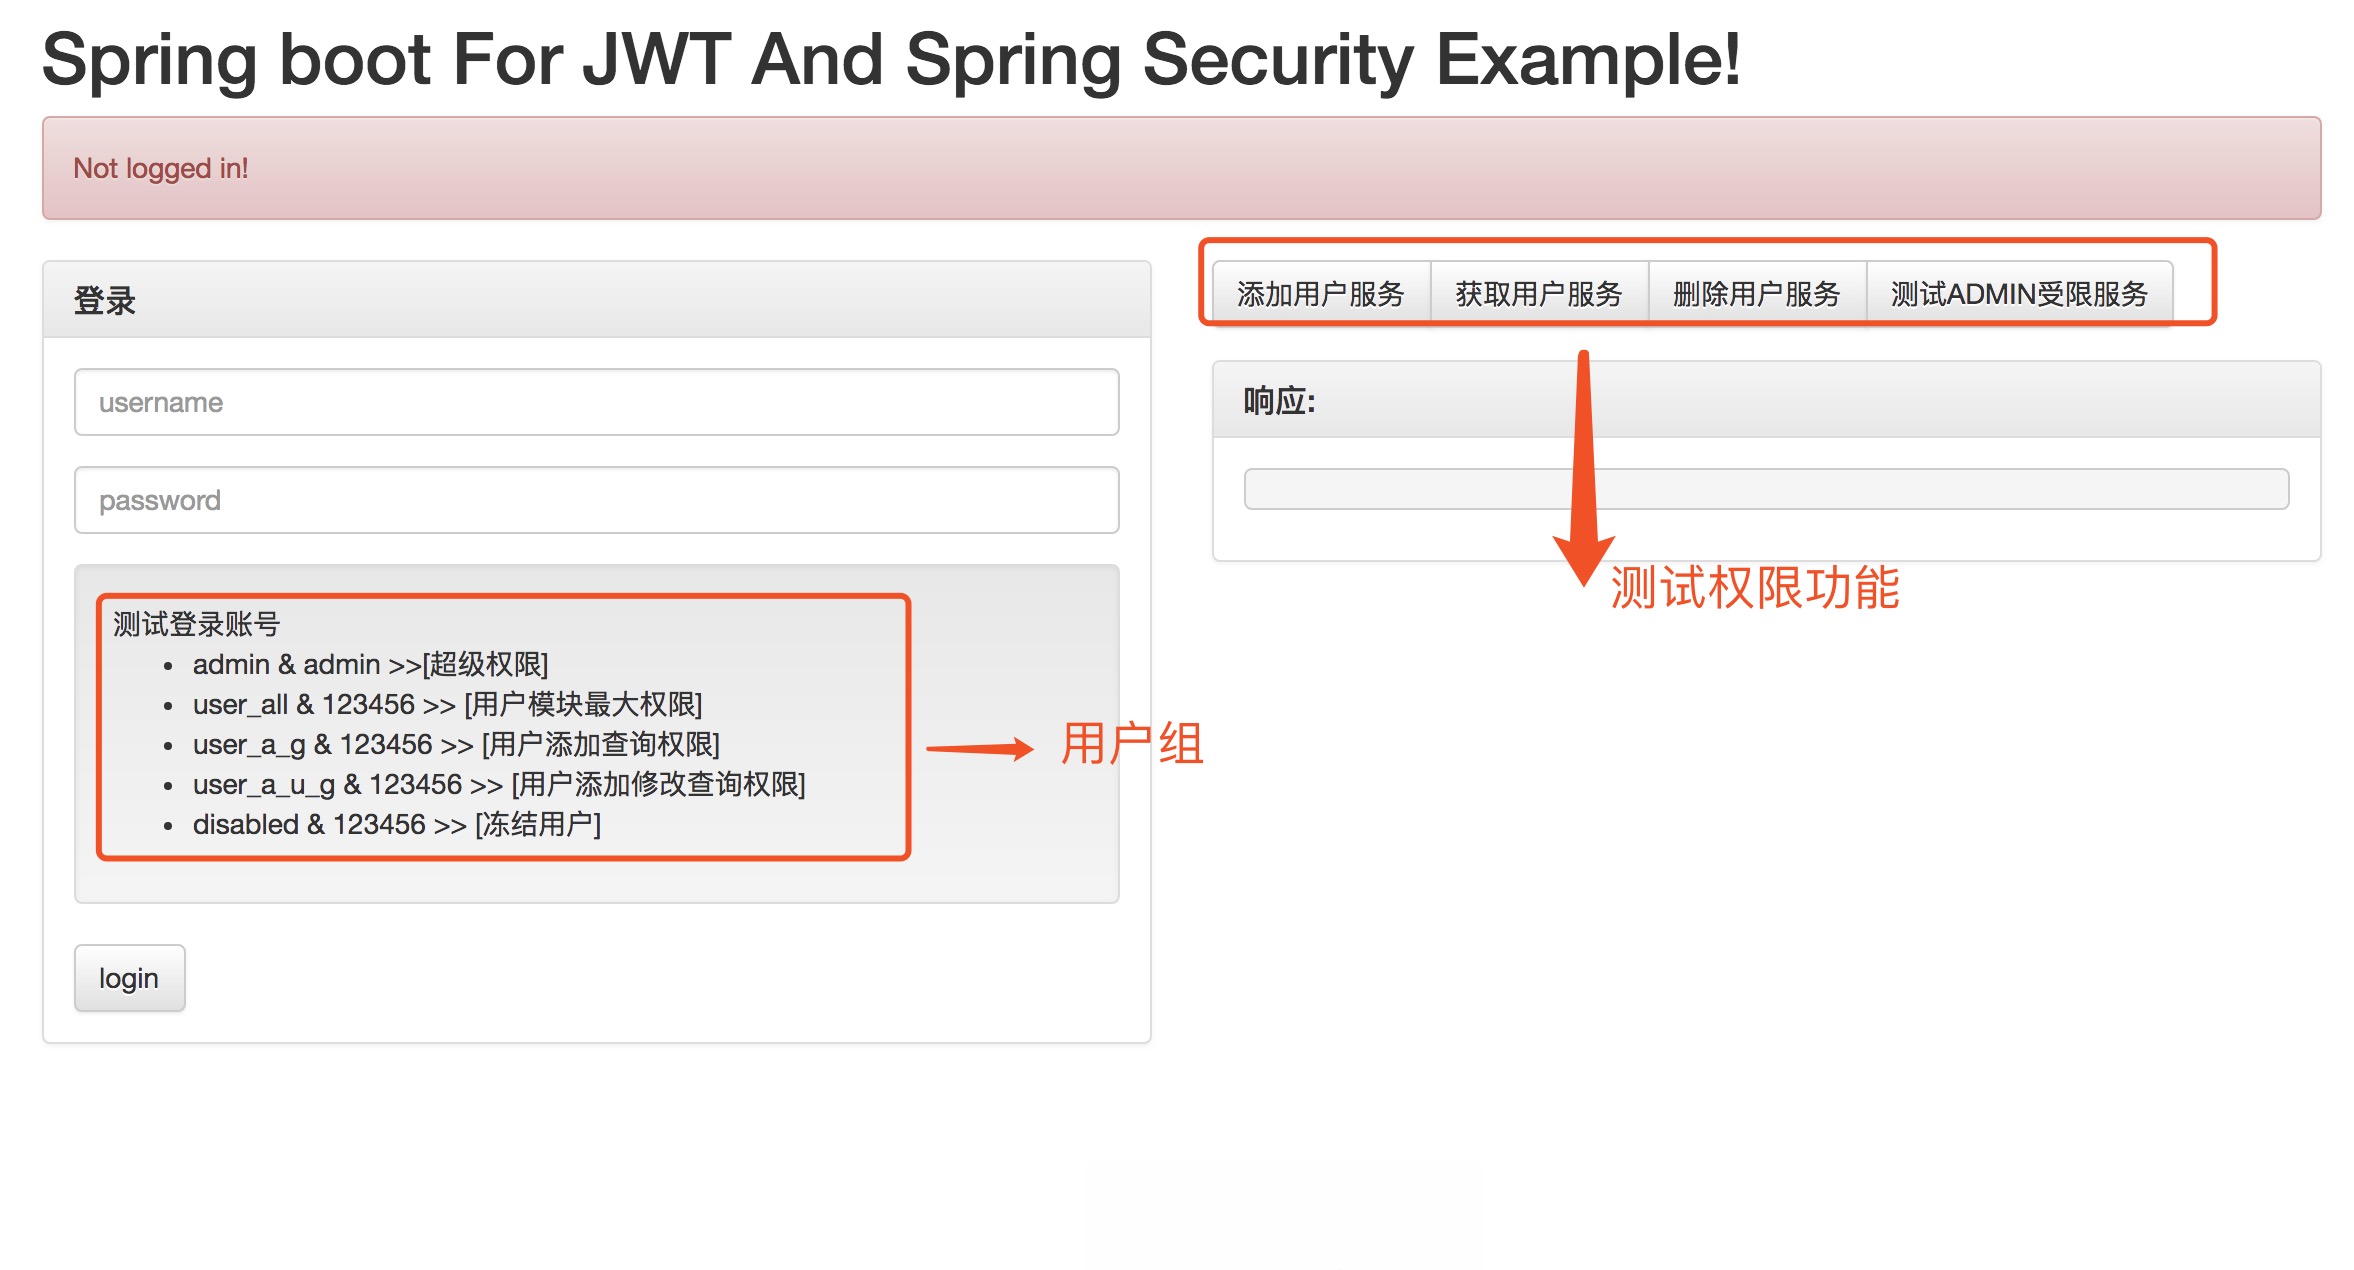 Spring boot For JWT And Spring Security Example!
Not logged in!
登录
username
password
测试登录账号
admin & admin >>[超级权限]
user_all & 123456 >> [用户模块最大权限]
user_a_g & 123456 >> [用户添加查询权限]
user_a_u_g & 123456 >> [用户添加修改查询权限]
disabled & 123456 >> [冻结用户]
用户组
login
添加用户服务 获取用户服务 删除用户服务 测试ADMIN受限服务
响应:
测试权限功能